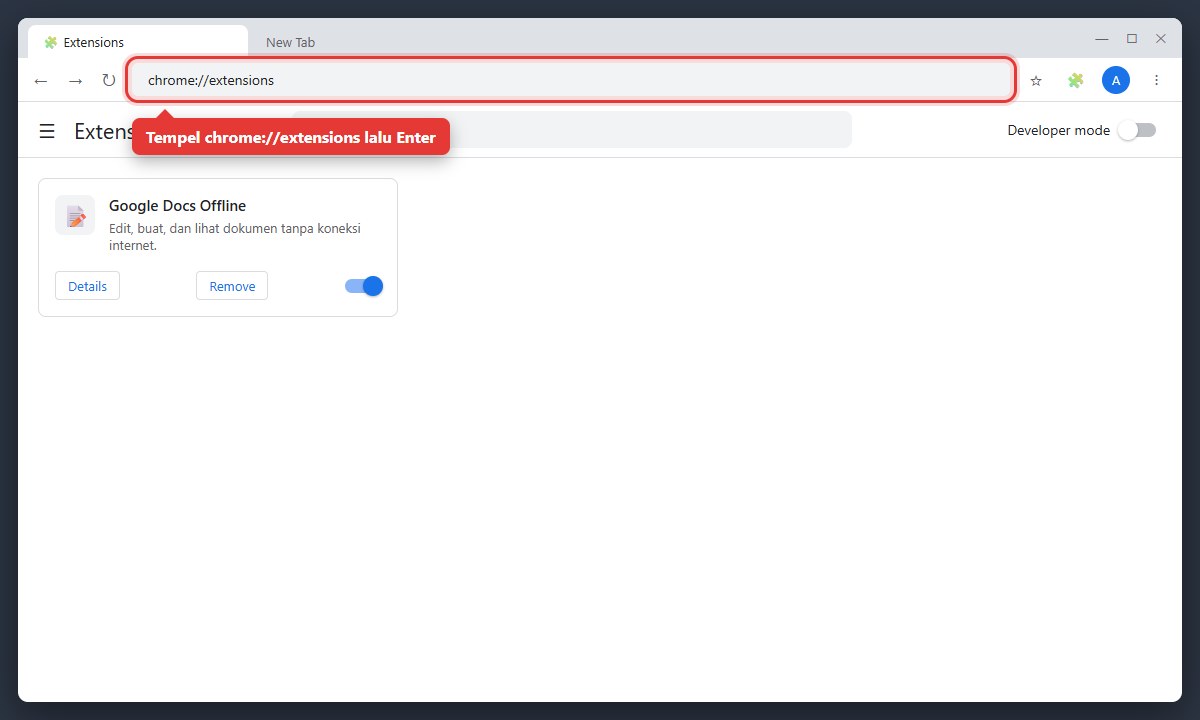 Extensions
New Tab
chrome://extensions
A
Extens
Developer mode
Tempel chrome://extensions lalu Enter
Google Docs Offline
Edit, buat, dan lihat dokumen tanpa koneksi
internet.
Details
Remove